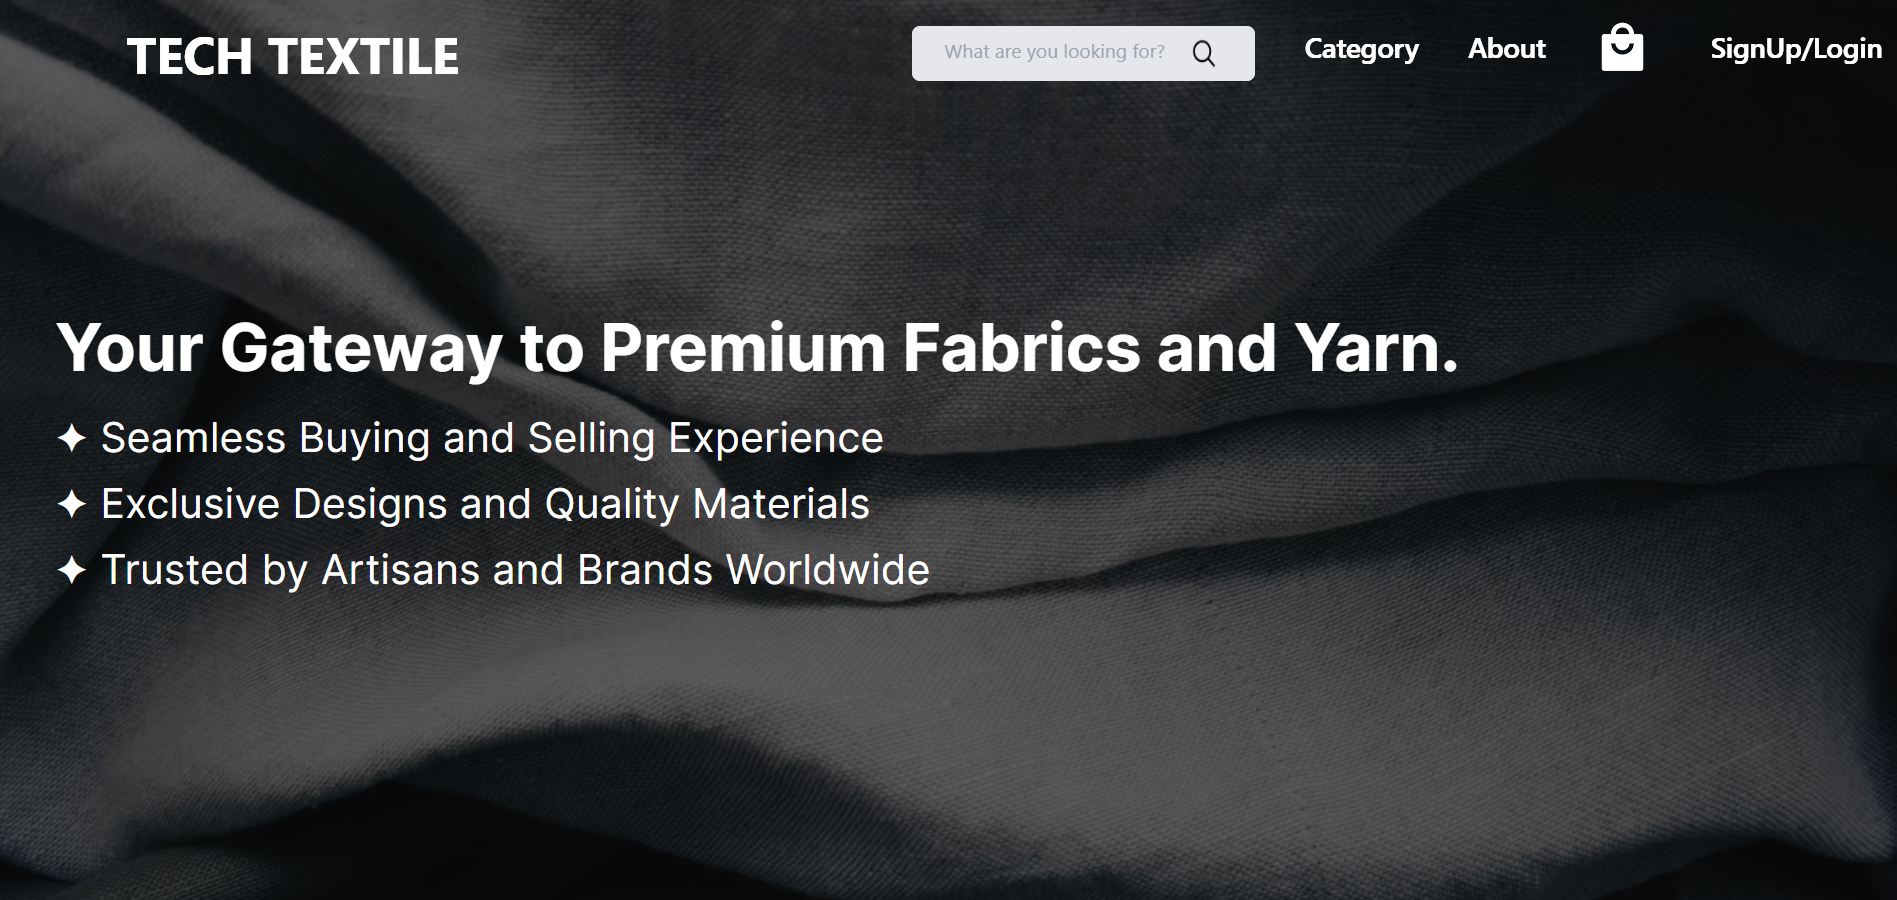 TECH TEXTILE
What are you looking for?
Category
About
SignUp/Login
Your Gateway to Premium Fabrics and Yarn.
✦ Seamless Buying and Selling Experience
✦ Exclusive Designs and Quality Materials
✦ Trusted by Artisans and Brands Worldwide